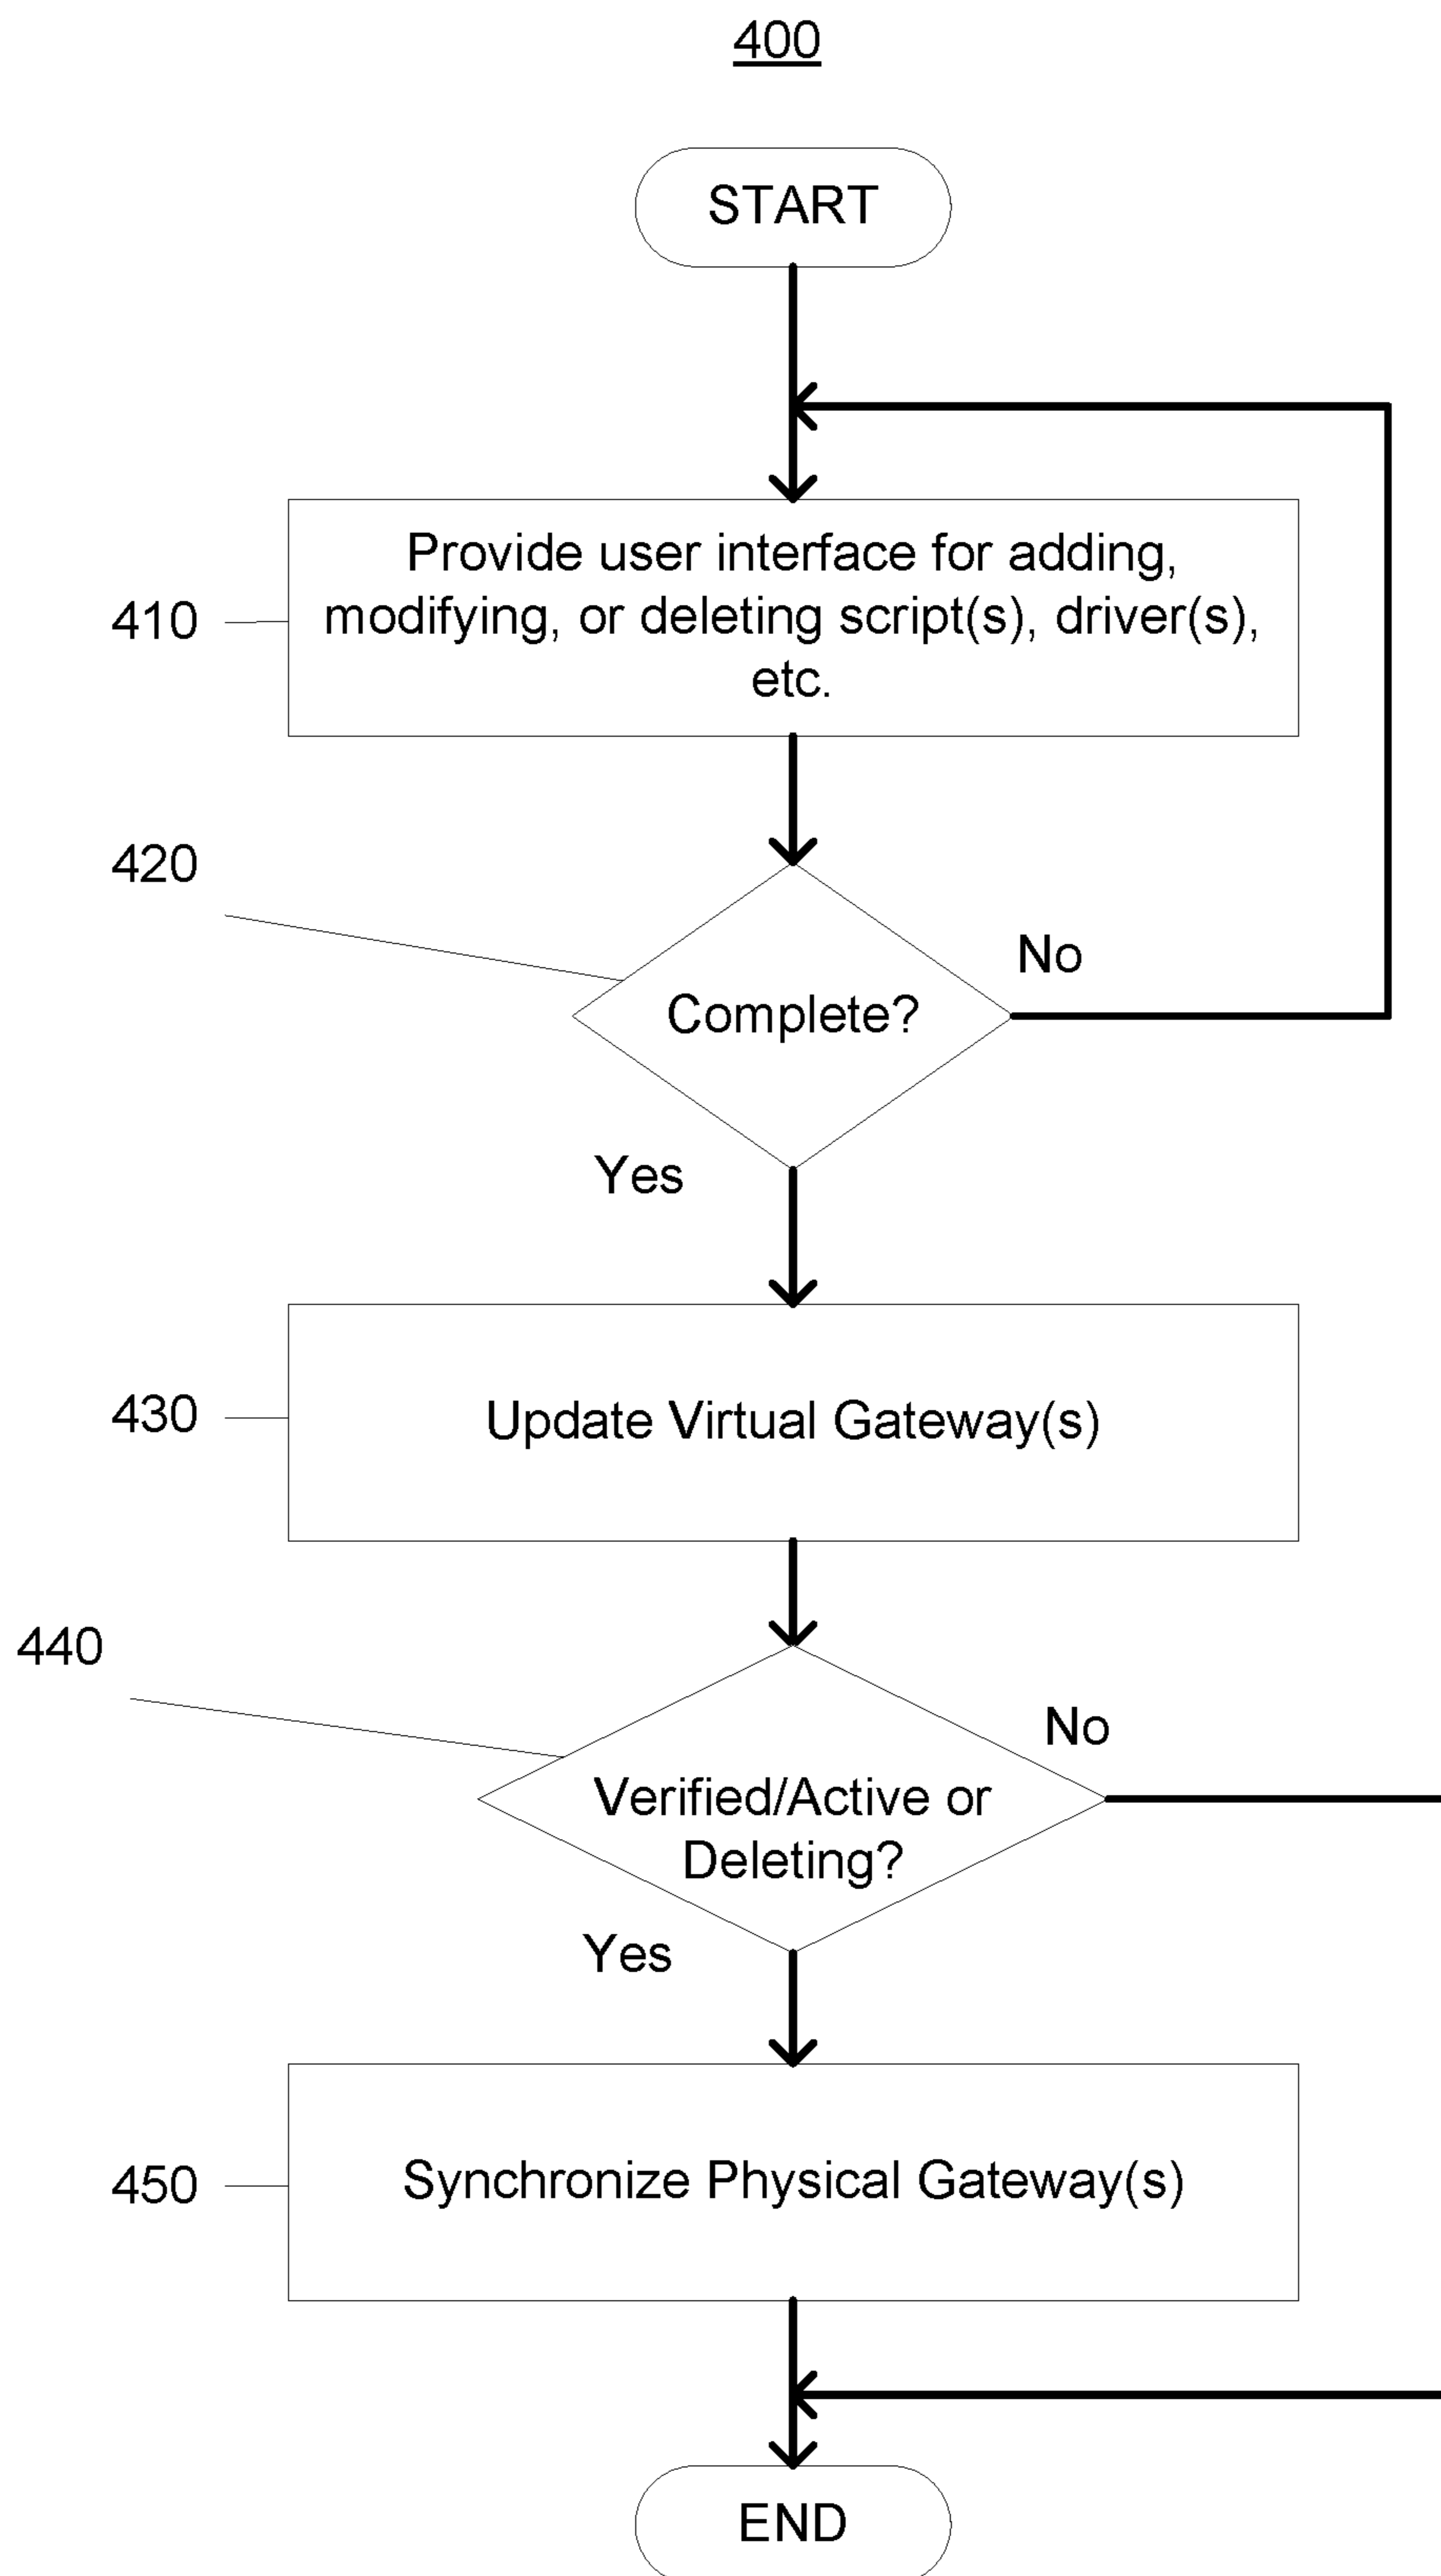 400
START
410
Provide user interface for adding,
modifying, or deleting script(s), driver(s),
etc.
420
Complete?
No
Yes
430
Update Virtual Gateway(s)
440
Verified/Active or
Deleting?
No
Yes
450
Synchronize Physical Gateway(s)
END